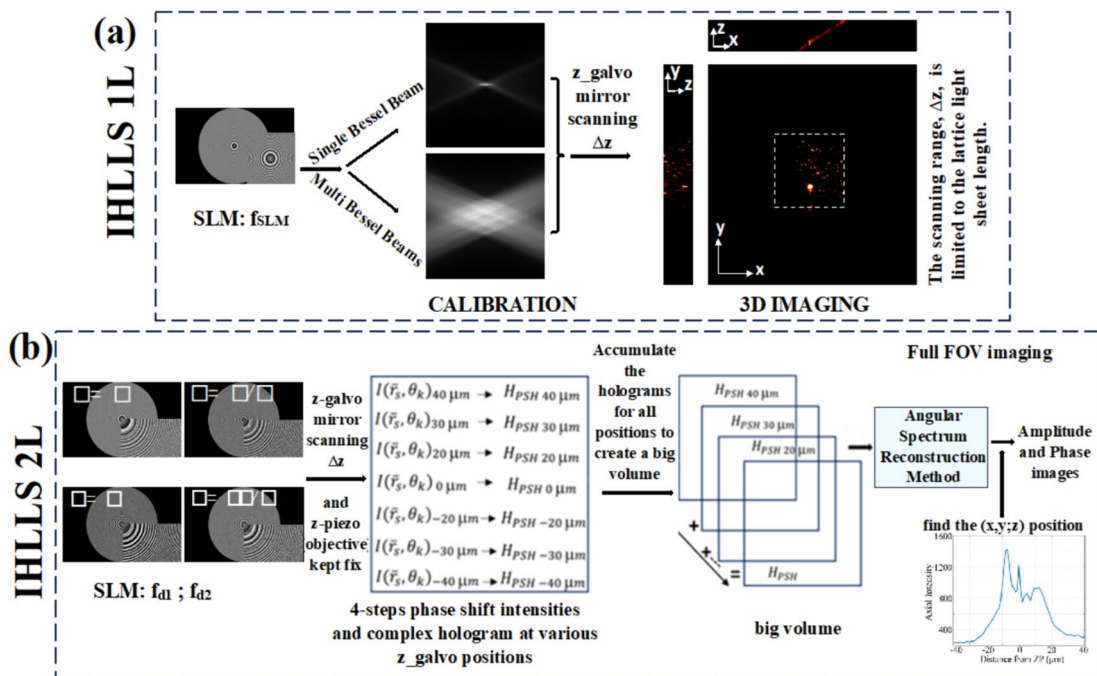 (a)
IHLLS 1L
SLM: fSLM
Single Bessel Beam
Multi Bessel Beams
CALIBRATION
z_galvo
mirror
scanning
Δz
z
x
y
z
y
x
3D IMAGING
The scanning range, Δz, is
limited to the lattice light
sheet length.
(b)
IHLLS 2L
□= □
□= □/□
□= □
□= □□/□
SLM: fd1 ; fd2
z-galvo
mirror
scanning
Δz
and
z-piezo
(objective)
kept fix
I(r̄s, θk)40 μm → HPSH 40 μm
I(r̄s, θk)30 μm → HPSH 30 μm
I(r̄s, θk)20 μm → HPSH 20 μm
I(r̄s, θk)0 μm → HPSH 0 μm
I(r̄s, θk)−20 μm → HPSH −20 μm
I(r̄s, θk)−30 μm → HPSH −30 μm
I(r̄s, θk)−40 μm → HPSH −40 μm
4-steps phase shift intensities
and complex hologram at various
z_galvo positions
Accumulate
the
holograms
for all
positions to
create a big
volume
HPSH 40 μm
HPSH 30 μm
HPSH 20 μm
+
+
=
HPSH
big volume
Full FOV imaging
Angular
Spectrum
Reconstruction
Method
Amplitude
and Phase
images
find the (x,y;z) position
1600
1200
800
400
Axial Intensity
-40 -20 0 20 40
Distance from ZP (μm)